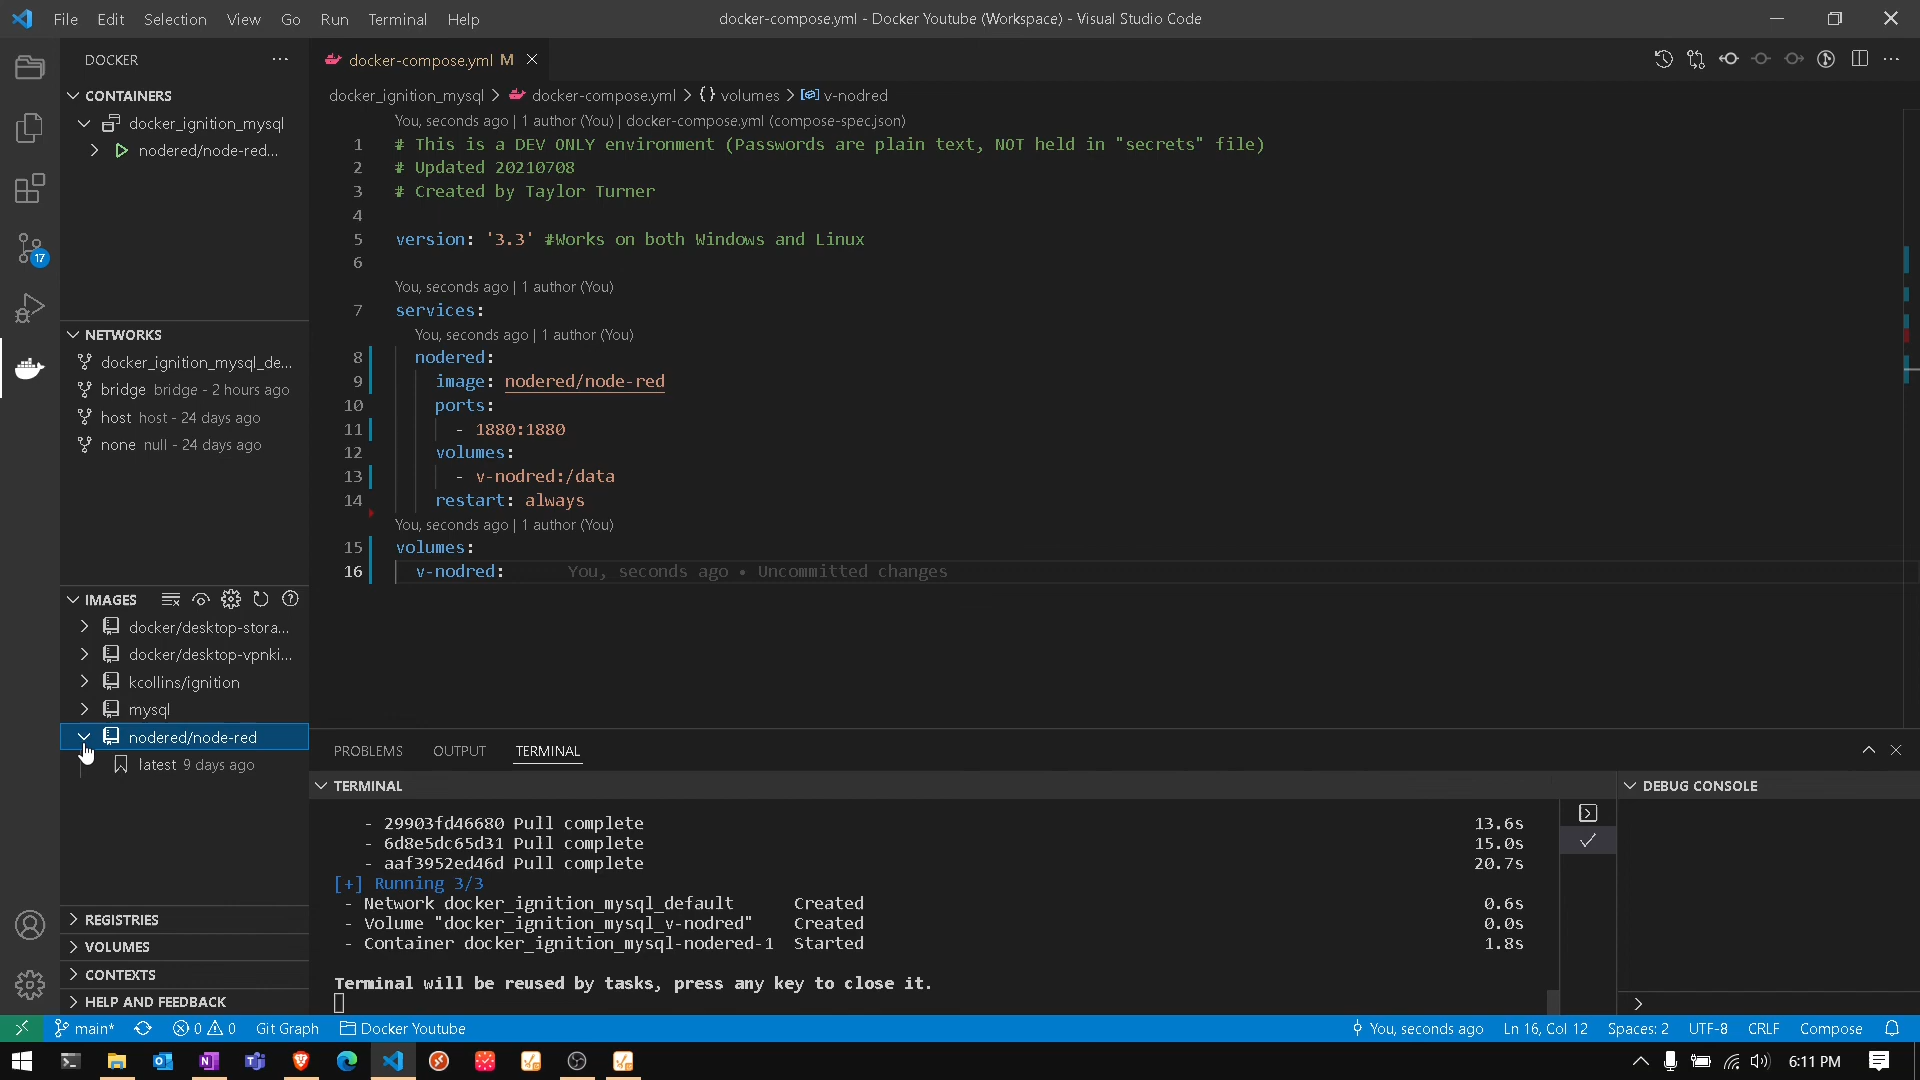 File Edit Selection View Go Run Terminal Help
docker-compose.yml - Docker Youtube (Workspace) - Visual Studio Code
DOCKER ···
CONTAINERS
docker_ignition_mysql
nodered/node-red...
NETWORKS
docker_ignition_mysql_de...
bridge bridge - 2 hours ago
host host - 24 days ago
none null - 24 days ago
IMAGES
docker/desktop-stora...
docker/desktop-vpnki...
kcollins/ignition
mysql
nodered/node-red
latest 9 days ago
REGISTRIES
VOLUMES
CONTEXTS
HELP AND FEEDBACK
17
docker-compose.yml M
docker_ignition_mysql > docker-compose.yml > {} volumes > v-nodred
You, seconds ago | 1 author (You) | docker-compose.yml (compose-spec.json)
1 # This is a DEV ONLY environment (Passwords are plain text, NOT held in "secrets" file)
2 # Updated 20210708
3 # Created by Taylor Turner
4
5 version: '3.3' #Works on both Windows and Linux
6
You, seconds ago | 1 author (You)
7 services:
You, seconds ago | 1 author (You)
8 nodered:
9 image: nodered/node-red
10 ports:
11 - 1880:1880
12 volumes:
13 - v-nodred:/data
14 restart: always
You, seconds ago | 1 author (You)
15 volumes:
16 v-nodred: You, seconds ago • Uncommitted changes
PROBLEMS OUTPUT TERMINAL
TERMINAL
- 29903fd46680 Pull complete 13.6s
- 6d8e5dc65d31 Pull complete 15.0s
- aaf3952ed46d Pull complete 20.7s
[+] Running 3/3
- Network docker_ignition_mysql_default Created 0.6s
- Volume "docker_ignition_mysql_v-nodred" Created 0.0s
- Container docker_ignition_mysql-nodered-1 Started 1.8s
Terminal will be reused by tasks, press any key to close it.
DEBUG CONSOLE
>
main* 0 0 Git Graph Docker Youtube
You, seconds ago Ln 16, Col 12 Spaces: 2 UTF-8 CRLF Compose
6:11 PM